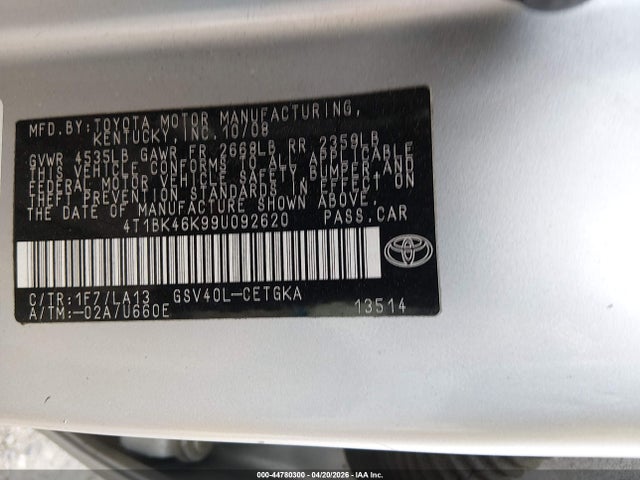 MFD.BY:TOYOTA MOTOR MANUFACTURING,
KENTUCKY, INC.10/08
GVWR 4535LB GAWR FR 2668LB RR 2359LB
THIS VEHICLE CONFORMS TO ALL APPLICABLE
FEDERAL MOTOR VEHICLE SAFETY, BUMPER, AND
THEFT PREVENTION STANDARDS IN EFFECT ON
THE DATE OF MANUFACTURE SHOWN ABOVE.
4T1BK46K99U092620 PASS.CAR
C/TR:1F7/LA13 GSV40L-CETGKA
A/TM:-02A/U660E 13514
000-44780300 - 04/20/2026 - IAA Inc.